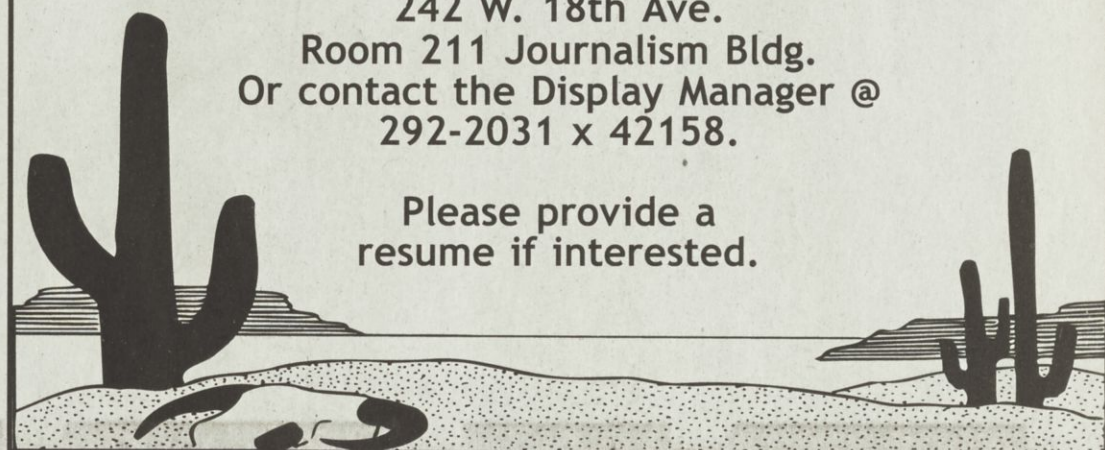 242 W. 18th Ave.
Room 211 Journalism Bldg.
Or contact the Display Manager @
292-2031 x 42158.
Please provide a
resume if interested.